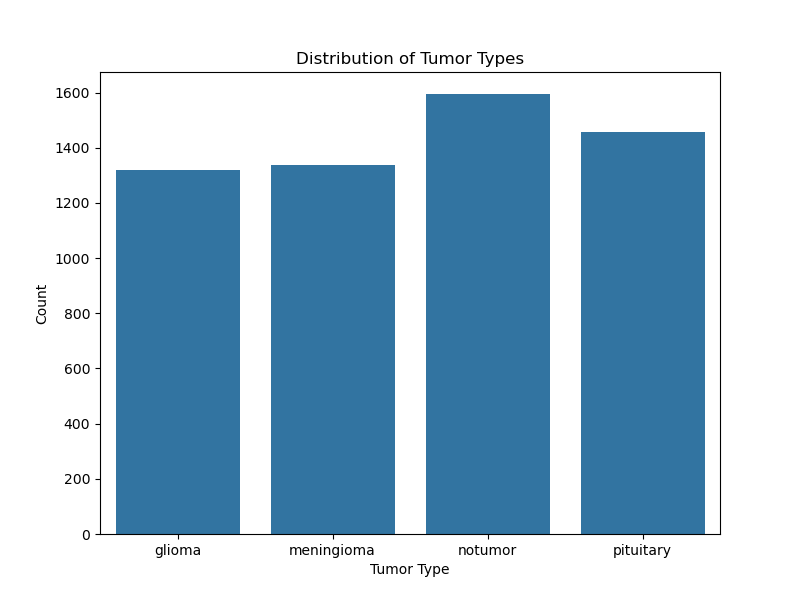 Distribution of Tumor Types
1600
1400
1200
1000
800
600
400
200
0
Count
glioma meningioma notumor pituitary
Tumor Type